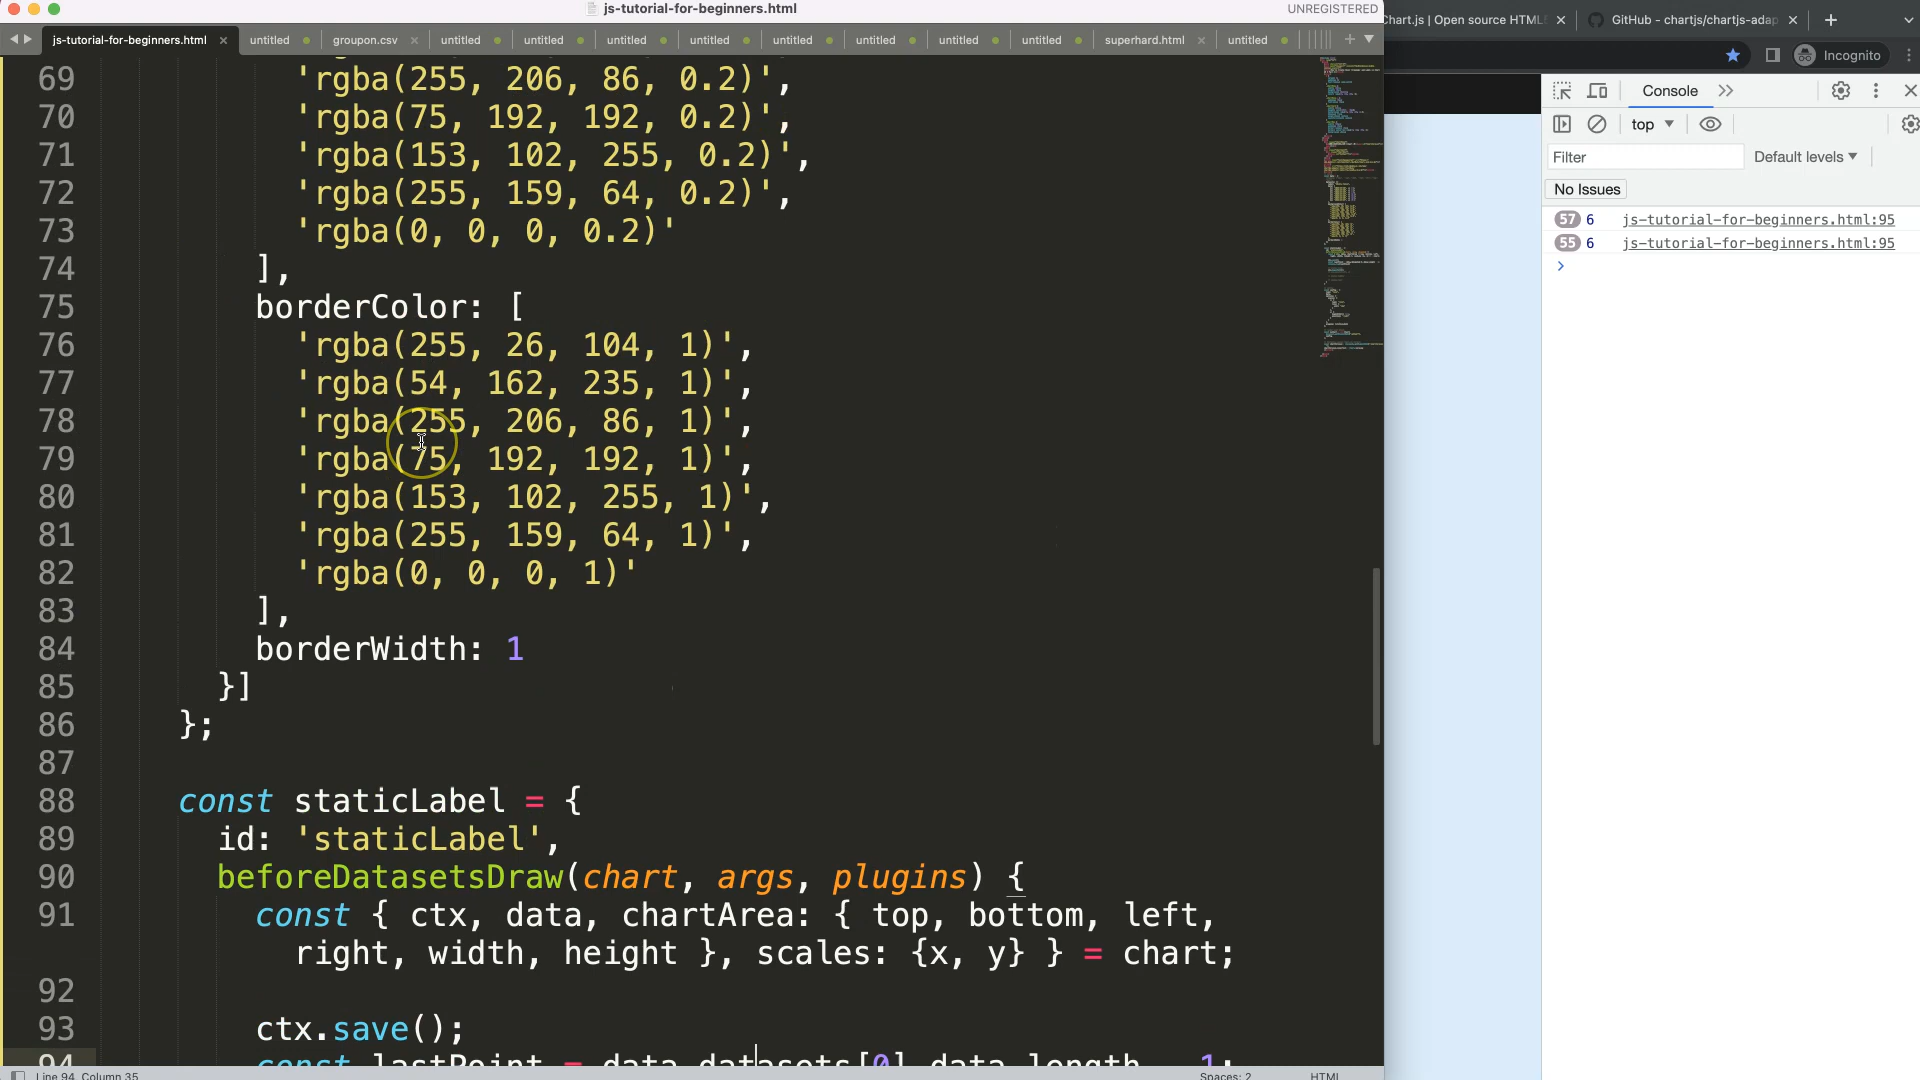 js-tutorial-for-beginners.html
UNREGISTERED
Chart.js | Open source HTML
GitHub - chartjs/chartjs-adap
js-tutorial-for-beginners.html
untitled
groupon.csv
untitled
untitled
untitled
untitled
untitled
untitled
untitled
untitled
superhard.html
untitled
Incognito
Console
top
Filter
Default levels
No Issues
57 6 js-tutorial-for-beginners.html:95
55 6 js-tutorial-for-beginners.html:95
69 'rgba(255, 206, 86, 0.2)',
70 'rgba(75, 192, 192, 0.2)',
71 'rgba(153, 102, 255, 0.2)',
72 'rgba(255, 159, 64, 0.2)',
73 'rgba(0, 0, 0, 0.2)'
74 ],
75 borderColor: [
76 'rgba(255, 26, 104, 1)',
77 'rgba(54, 162, 235, 1)',
78 'rgba(255, 206, 86, 1)',
79 'rgba(75, 192, 192, 1)',
80 'rgba(153, 102, 255, 1)',
81 'rgba(255, 159, 64, 1)',
82 'rgba(0, 0, 0, 1)'
83 ],
84 borderWidth: 1
85 }]
86 };
87
88 const staticLabel = {
89 id: 'staticLabel',
90 beforeDatasetsDraw(chart, args, plugins) {
91 const { ctx, data, chartArea: { top, bottom, left,
right, width, height }, scales: {x, y} } = chart;
92
93 ctx.save();
94 const lastPoint = data.datasets[0].data.length - 1;
Line 94, Column 35
Spaces: 2
HTML